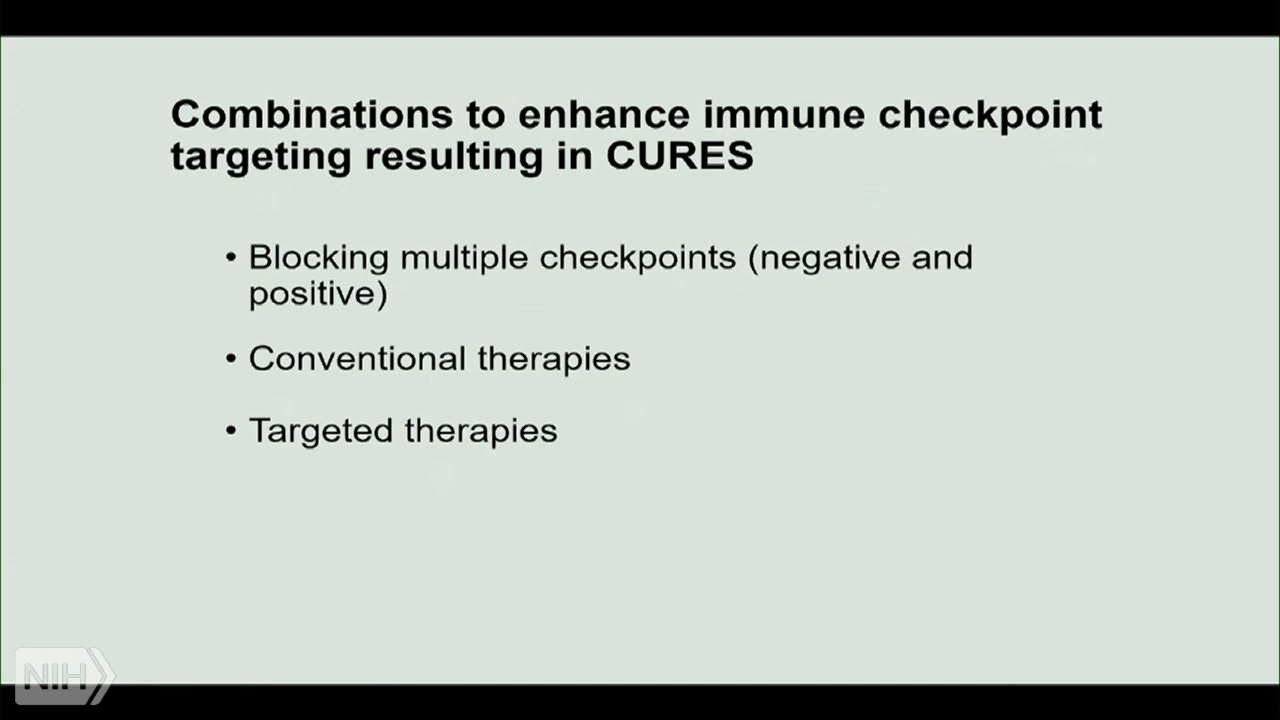 Combinations to enhance immune checkpoint
targeting resulting in CURES
• Blocking multiple checkpoints (negative and
positive)
• Conventional therapies
• Targeted therapies
NIH